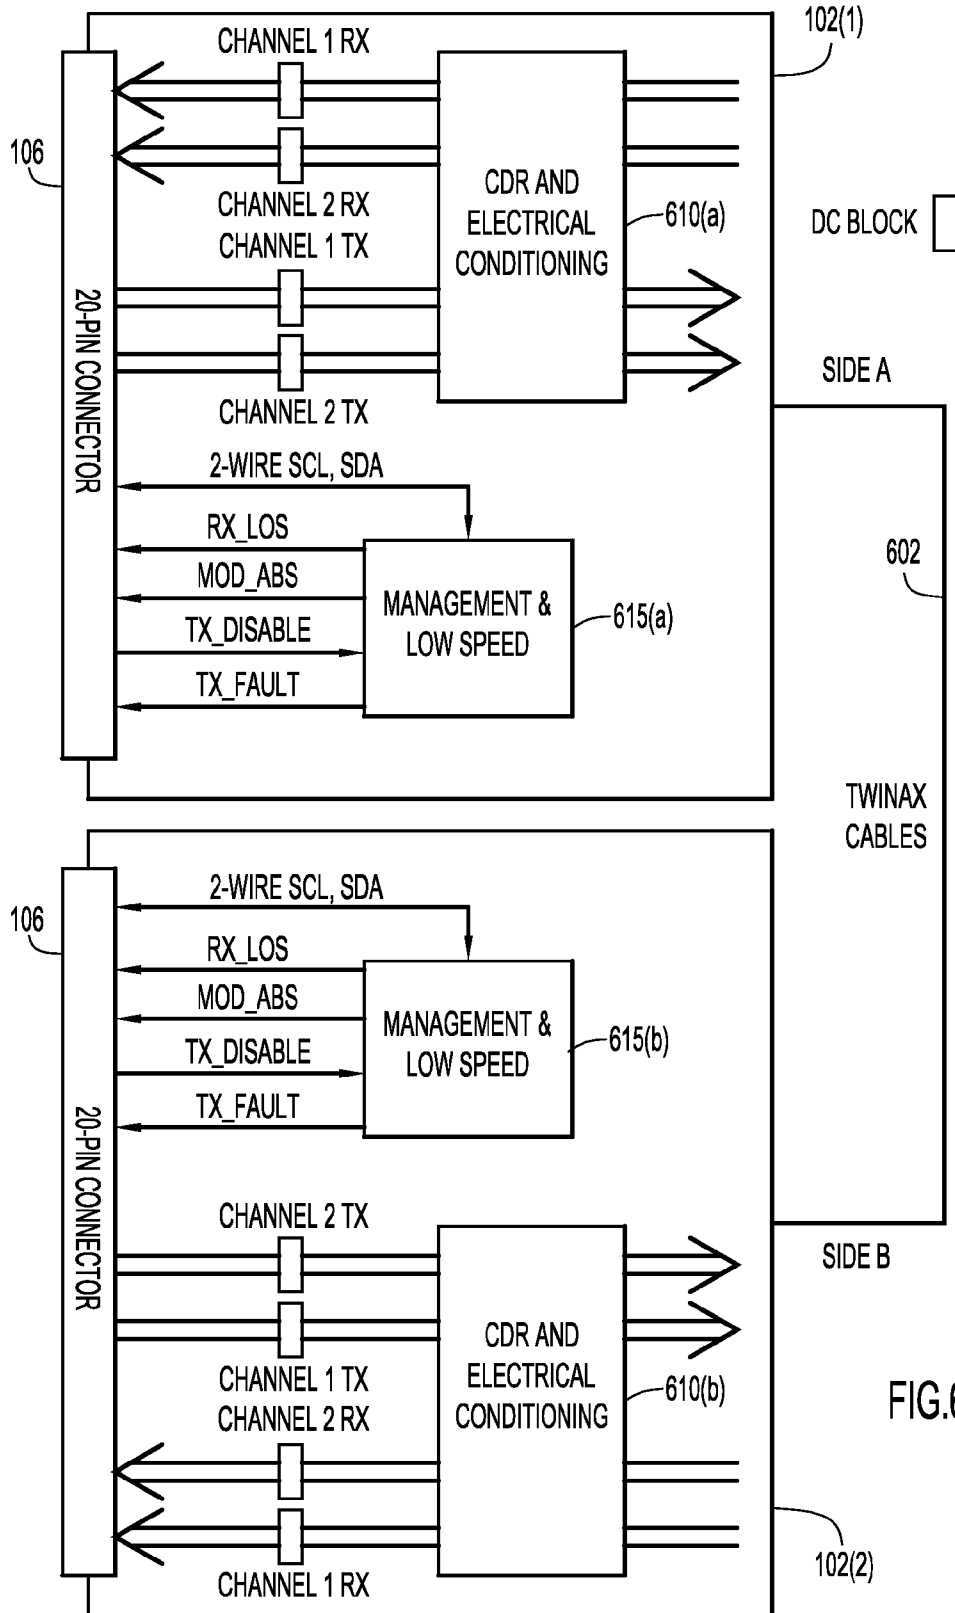 102(1)
CHANNEL 1 RX
106
CHANNEL 2 RX
CHANNEL 1 TX
CDR AND
ELECTRICAL
CONDITIONING
610(a)
DC BLOCK
20-PIN CONNECTOR
SIDE A
CHANNEL 2 TX
2-WIRE SCL, SDA
RX_LOS
MOD_ABS
TX_DISABLE
TX_FAULT
MANAGEMENT &
LOW SPEED
615(a)
602
TWINAX
CABLES
2-WIRE SCL, SDA
106
RX_LOS
MOD_ABS
TX_DISABLE
TX_FAULT
MANAGEMENT &
LOW SPEED
615(b)
20-PIN CONNECTOR
CHANNEL 2 TX
SIDE B
CHANNEL 1 TX
CHANNEL 2 RX
CDR AND
ELECTRICAL
CONDITIONING
610(b)
FIG.6
CHANNEL 1 RX
102(2)